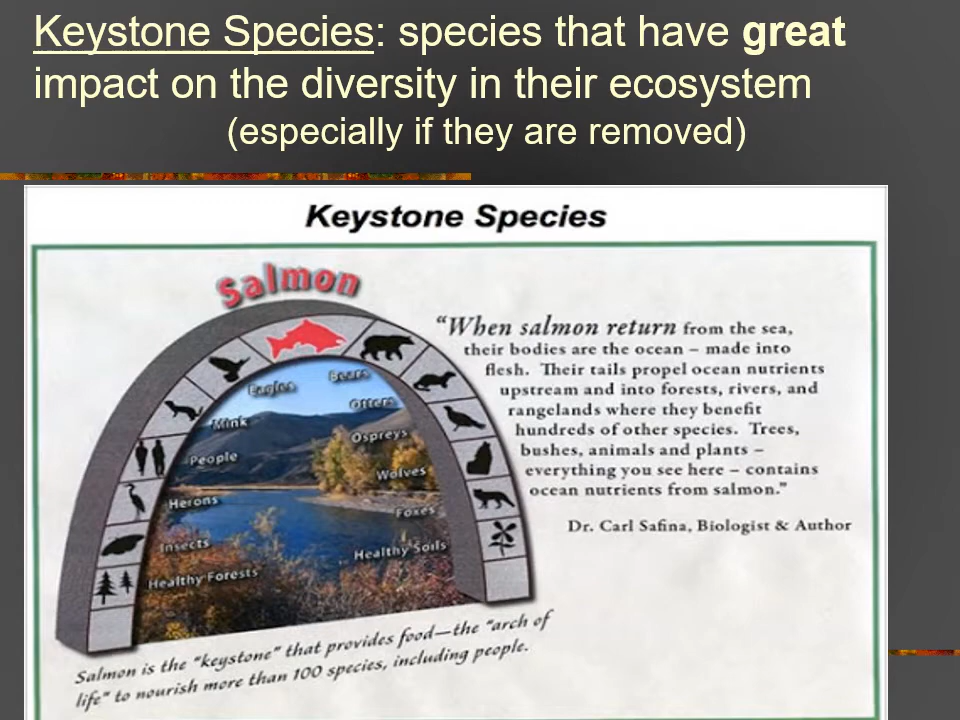 Keystone Species: species that have great
impact on the diversity in their ecosystem
(especially if they are removed)
Keystone Species
Salmon
Eagles
Bears
Mink
Otters
People
Ospreys
Herons
Wolves
Insects
Foxes
Healthy Forests
Healthy Soils
“When salmon return from the sea,
their bodies are the ocean – made into
flesh. Their tails propel ocean nutrients
upstream and into forests, rivers, and
rangelands where they benefit
hundreds of other species. Trees,
bushes, animals and plants –
everything you see here – contains
ocean nutrients from salmon.”
Dr. Carl Safina, Biologist & Author
Salmon is the "keystone" that provides food—the "arch of
life" to nourish more than 100 species, including people.